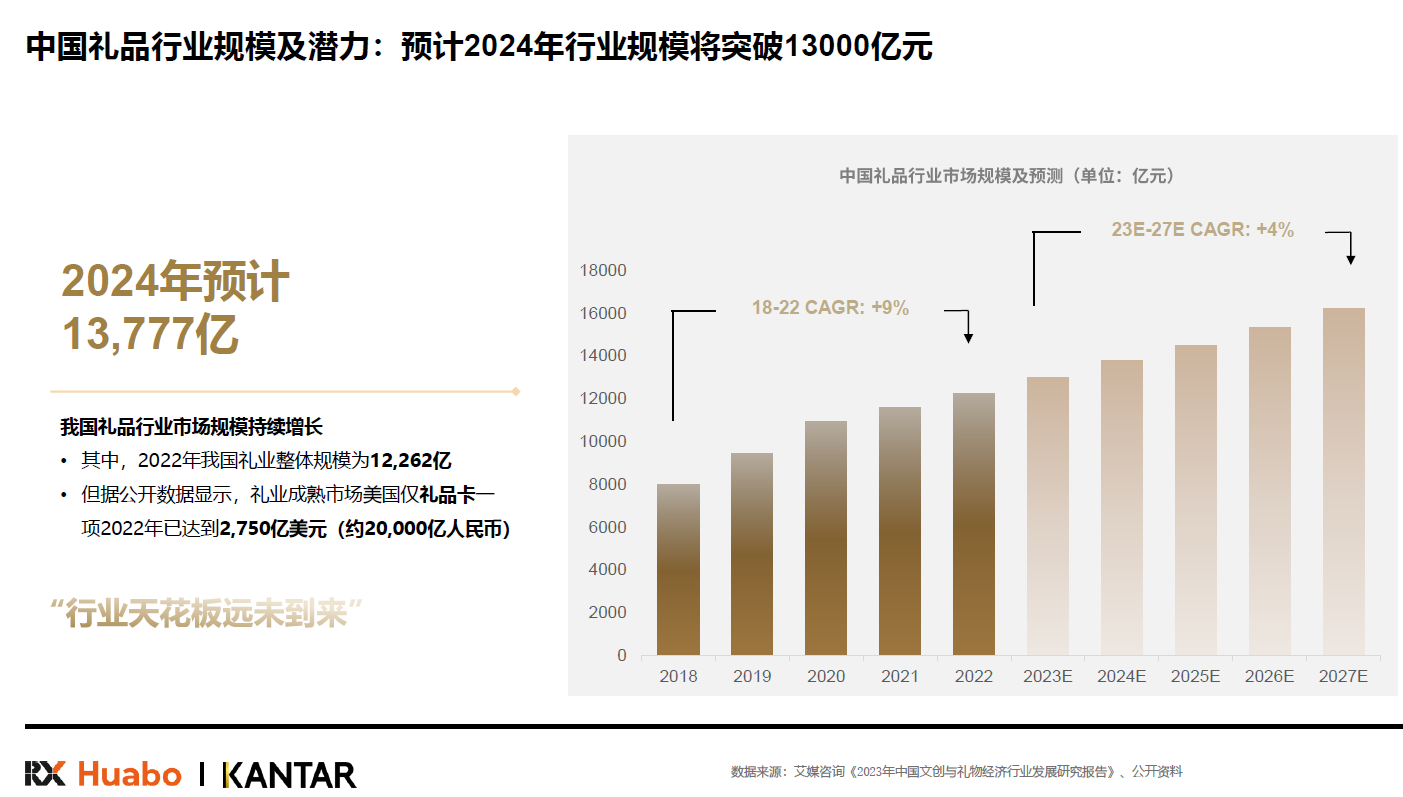 中国礼品行业规模及潜力：预计2024年行业规模将突破13000亿元
2024年预计
13,777亿
我国礼品行业市场规模持续增长
• 其中，2022年我国礼业整体规模为12,262亿
• 但据公开数据显示，礼业成熟市场美国仅礼品卡一
项2022年已达到2,750亿美元（约20,000亿人民币）
“行业天花板远未到来”
中国礼品行业市场规模及预测（单位：亿元）
23E-27E CAGR: +4%
18-22 CAGR: +9%
18000
16000
14000
12000
10000
8000
6000
4000
2000
0
2018 2019 2020 2021 2022 2023E 2024E 2025E 2026E 2027E
RX Huabo | KANTAR
数据来源：艾媒咨询《2023年中国文创与礼物经济行业发展研究报告》、公开资料